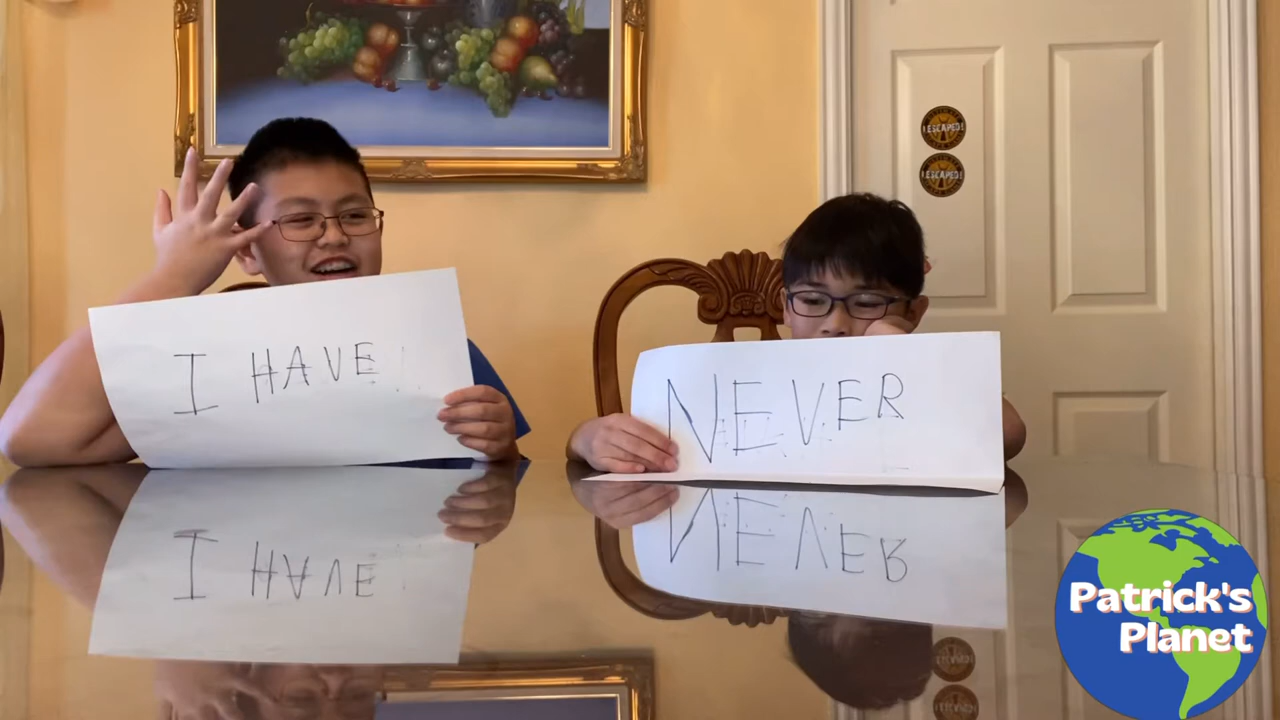 I HAVE
NEVER
I ESCAPED!
I ESCAPED!
Patrick's
Planet